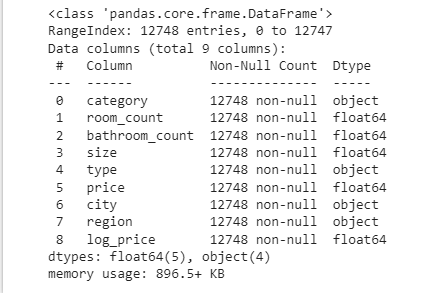 <class 'pandas.core.frame.DataFrame'>
RangeIndex: 12748 entries, 0 to 12747
Data columns (total 9 columns):
 #   Column          Non-Null Count  Dtype
---  ------          --------------  -----
 0   category        12748 non-null  object
 1   room_count      12748 non-null  float64
 2   bathroom_count  12748 non-null  float64
 3   size            12748 non-null  float64
 4   type            12748 non-null  object
 5   price           12748 non-null  float64
 6   city            12748 non-null  object
 7   region          12748 non-null  object
 8   log_price       12748 non-null  float64
dtypes: float64(5), object(4)
memory usage: 896.5+ KB